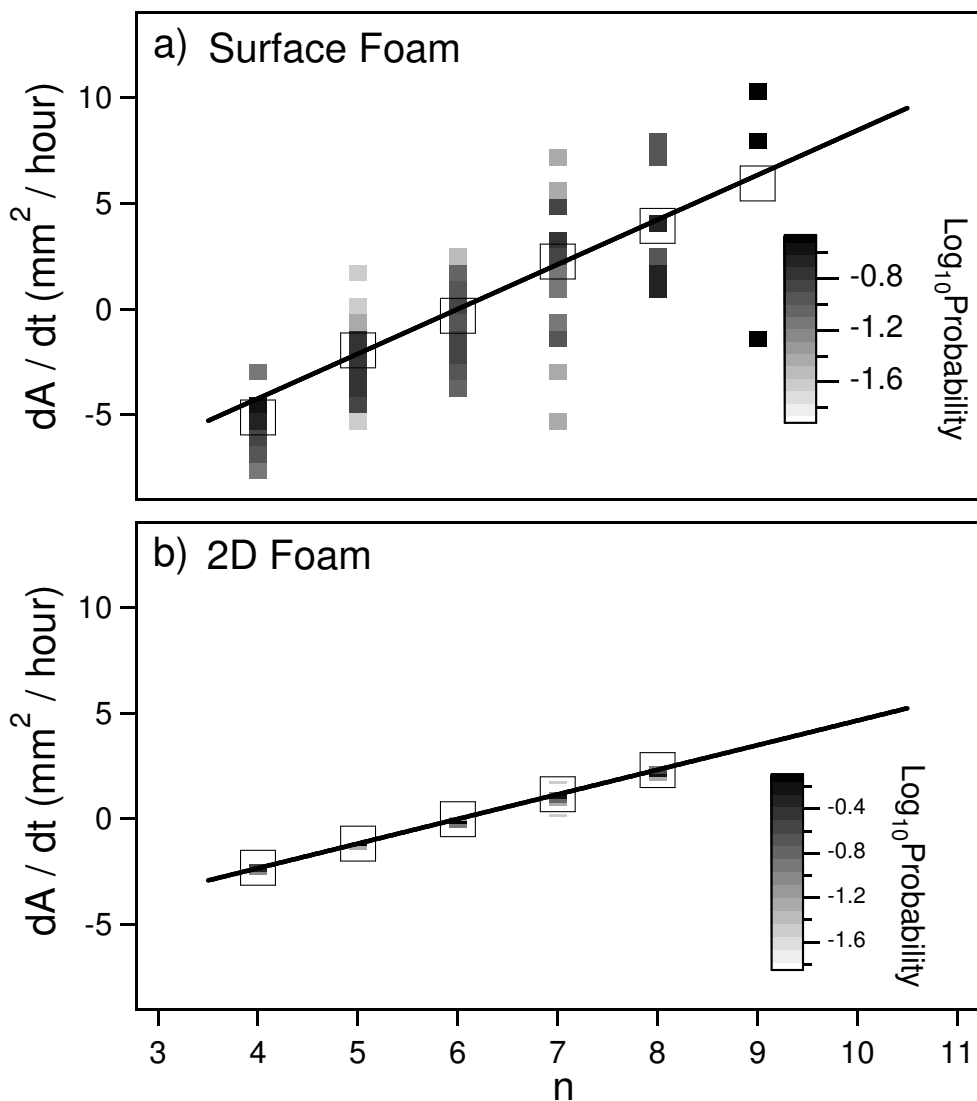 a) Surface Foam
dA / dt (mm² / hour)
10
5
0
-5
Log₁₀Probability
-0.8
-1.2
-1.6
b) 2D Foam
dA / dt (mm² / hour)
10
5
0
-5
Log₁₀Probability
-0.4
-0.8
-1.2
-1.6
3 4 5 6 7 8 9 10 11
n